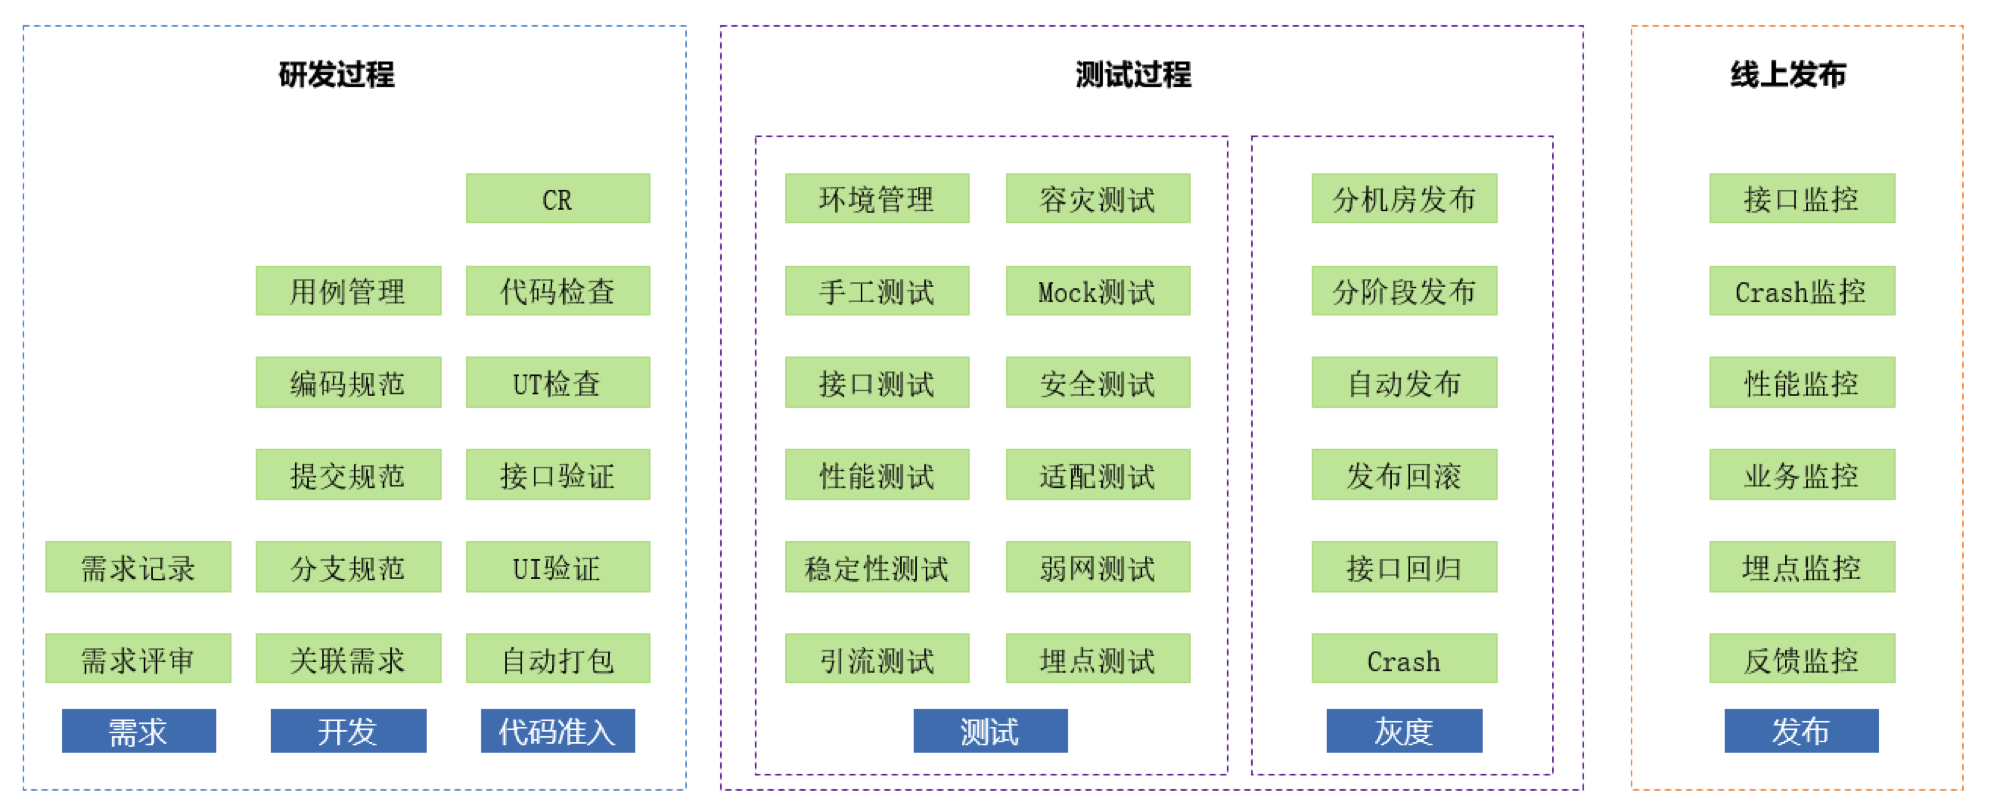 研发过程
需求记录
需求评审
需求
用例管理
编码规范
提交规范
分支规范
关联需求
开发
CR
代码检查
UT检查
接口验证
UI验证
自动打包
代码准入
测试过程
环境管理
手工测试
接口测试
性能测试
稳定性测试
引流测试
容灾测试
Mock测试
安全测试
适配测试
弱网测试
埋点测试
测试
分机房发布
分阶段发布
自动发布
发布回滚
接口回归
Crash
灰度
线上发布
接口监控
Crash监控
性能监控
业务监控
埋点监控
反馈监控
发布